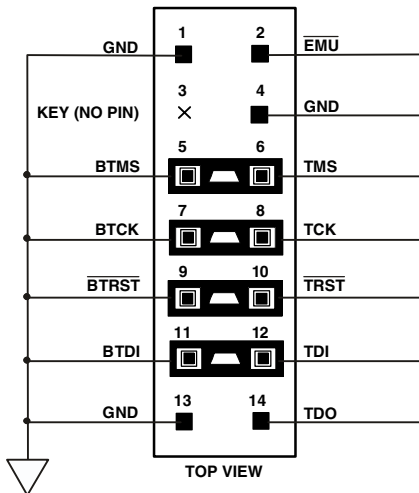 1 2
GND EMU
3 4
KEY (NO PIN) GND
5 6
BTMS TMS
7 8
BTCK TCK
9 10
BTRST TRST
11 12
BTDI TDI
13 14
GND TDO
TOP VIEW